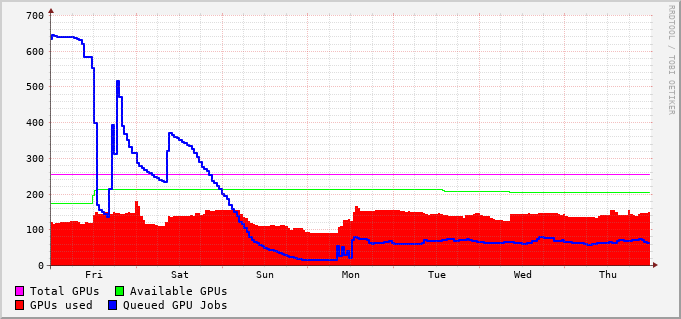 700
600
500
400
300
200
100
0
Fri Sat Sun Mon Tue Wed Thu
Total GPUs Available GPUs
GPUs used Queued GPU Jobs
RRDTOOL / TOBI OETIKER